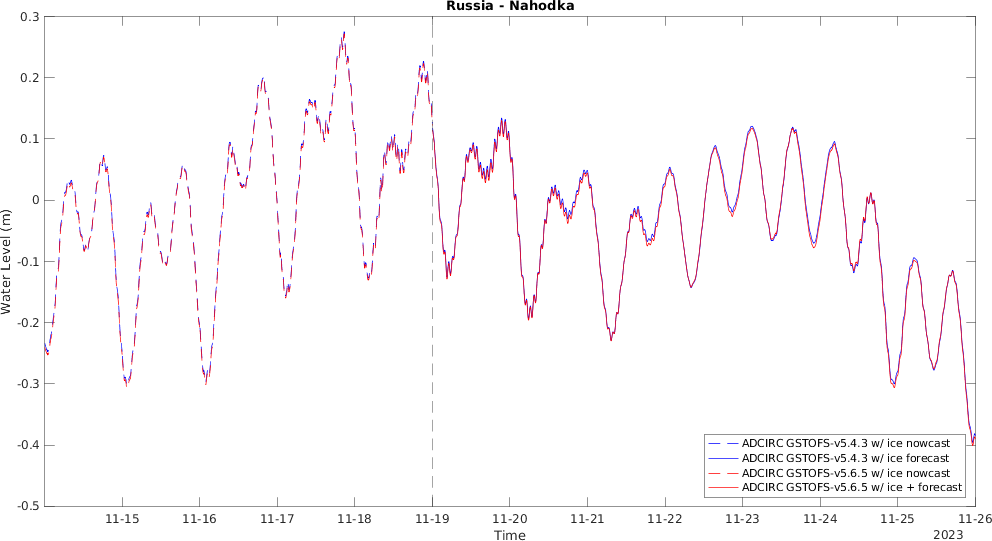 Russia - Nahodka
0.3
0.2
0.1
0
-0.1
-0.2
-0.3
-0.4
-0.5
Water Level (m)
11-15 11-16 11-17 11-18 11-19 11-20 11-21 11-22 11-23 11-24 11-25 11-26
Time
2023
ADCIRC GSTOFS-v5.4.3 w/ ice nowcast
ADCIRC GSTOFS-v5.4.3 w/ ice forecast
ADCIRC GSTOFS-v5.6.5 w/ ice nowcast
ADCIRC GSTOFS-v5.6.5 w/ ice + forecast